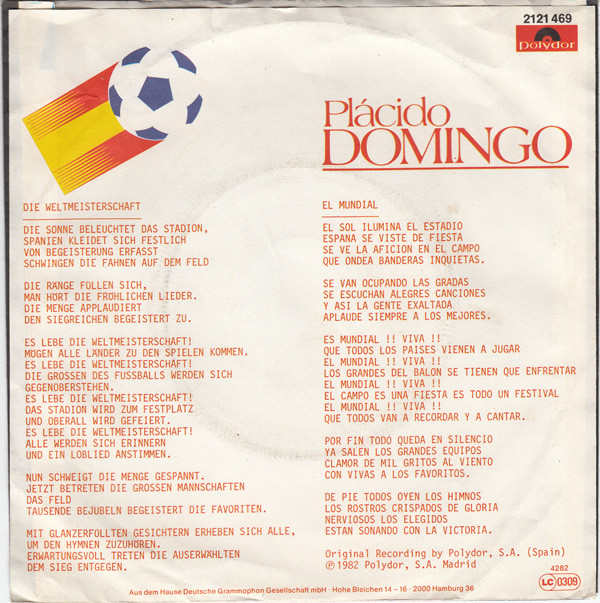 2121 469
Polydor
Plácido
DOMINGO
DIE WELTMEISTERSCHAFT
DIE SONNE BELEUCHTET DAS STADION,
SPANIEN KLEIDET SICH FESTLICH
VON BEGEISTERUNG ERFASST
SCHWINGEN DIE FAHNEN AUF DEM FELD
DIE RÄNGE FOLLEN SICH,
MAN HÖRT DIE FRÖHLICHEN LIEDER.
DIE MENGE APPLAUDIERT
DEN SIEGREICHEN BEGEISTERT ZU.
ES LEBE DIE WELTMEISTERSCHAFT!
MÖGEN ALLE LÄNDER ZU DEN SPIELEN KOMMEN.
ES LEBE DIE WELTMEISTERSCHAFT!
DIE GROSSEN DES FUSSBALLS WERDEN SICH
GEGENOBERSTEHEN.
ES LEBE DIE WELTMEISTERSCHAFT!
DAS STADION WIRD ZUM FESTPLATZ
UND OBERALL WIRD GEFEIERT.
ES LEBE DIE WELTMEISTERSCHAFT!
ALLE WERDEN SICH ERINNERN
UND EIN LOBLIED ANSTIMMEN.
NUN SCHWEIGT DIE MENGE GESPANNT.
JETZT BETRETEN DIE GROSSEN MANNSCHAFTEN
DAS FELD
TAUSENDE BEJUBELN BEGEISTERT DIE FAVORITEN.
MIT GLANZERFOLLTEN GESICHTERN ERHEBEN SICH ALLE,
UM DEN HYMNEN ZUZUHÖREN.
ERWARTUNGSVOLL TRETEN DIE AUSERWAHLTEN
DEM SIEG ENTGEGEN.
EL MUNDIAL
EL SOL ILUMINA EL ESTADIO
ESPANA SE VISTE DE FIESTA
SE VE LA AFICION EN EL CAMPO
QUE ONDEA BANDERAS INQUIETAS.
SE VAN OCUPANDO LAS GRADAS
SE ESCUCHAN ALEGRES CANCIONES
Y ASI LA GENTE EXALTADA
APLAUDE SIEMPRE A LOS MEJORES.
ES MUNDIAL !! VIVA !!
QUE TODOS LOS PAISES VIENEN A JUGAR
EL MUNDIAL !! VIVA !!
LOS GRANDES DEL BALON SE TIENEN QUE ENFRENTAR
EL MUNDIAL !! VIVA !!
EL CAMPO ES UNA FIESTA ES TODO UN FESTIVAL
EL MUNDIAL !! VIVA !!
QUE TODOS VAN A RECORDAR Y A CANTAR.
POR FIN TODO QUEDA EN SILENCIO
YA SALEN LOS GRANDES EQUIPOS
CLAMOR DE MIL GRITOS AL VIENTO
CON VIVAS A LOS FAVORITOS.
DE PIE TODOS OYEN LOS HIMNOS
LOS ROSTROS CRISPADOS DE GLORIA
NERVIOSOS LOS ELEGIDOS
ESTAN SONANDO CON LA VICTORIA.
Original Recording by Polydor, S.A. (Spain)
℗ 1982 Polydor, S.A. Madrid
4282
LC 0309
Aus dem Hause Deutsche Grammophon Gesellschaft mbH · Hohe Bleichen 14 – 16 · 2000 Hamburg 36